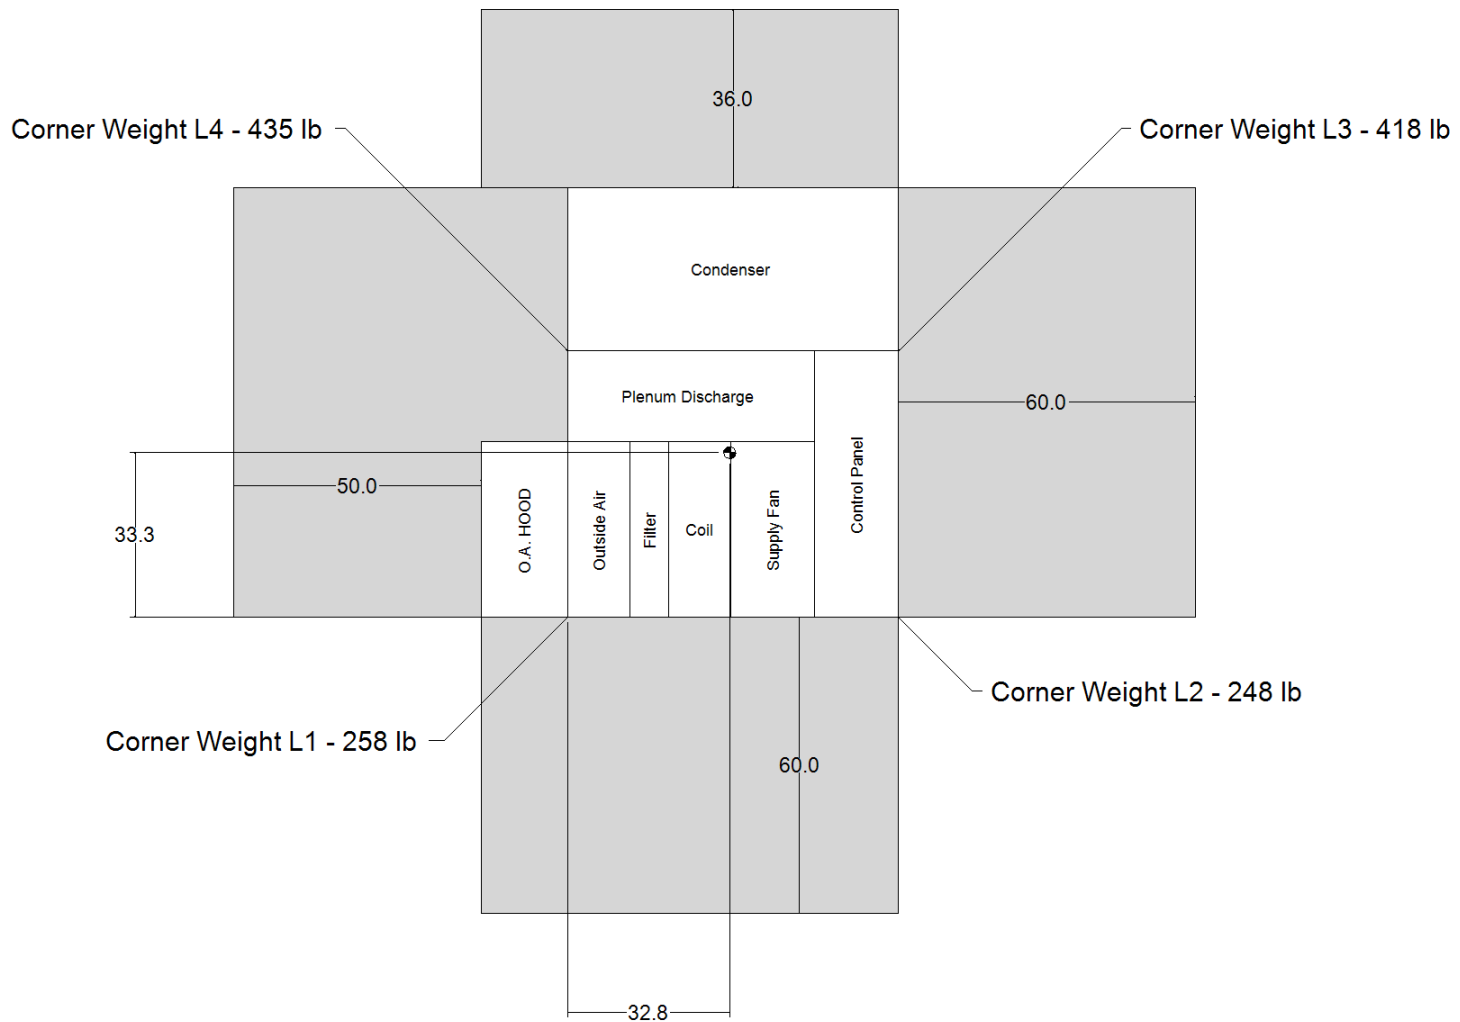 36.0
Corner Weight L4 - 435 lb
Corner Weight L3 - 418 lb
Condenser
Plenum Discharge
60.0
50.0
33.3
O.A. HOOD
Outside Air
Filter
Coil
Supply Fan
Control Panel
Corner Weight L2 - 248 lb
Corner Weight L1 - 258 lb
60.0
32.8